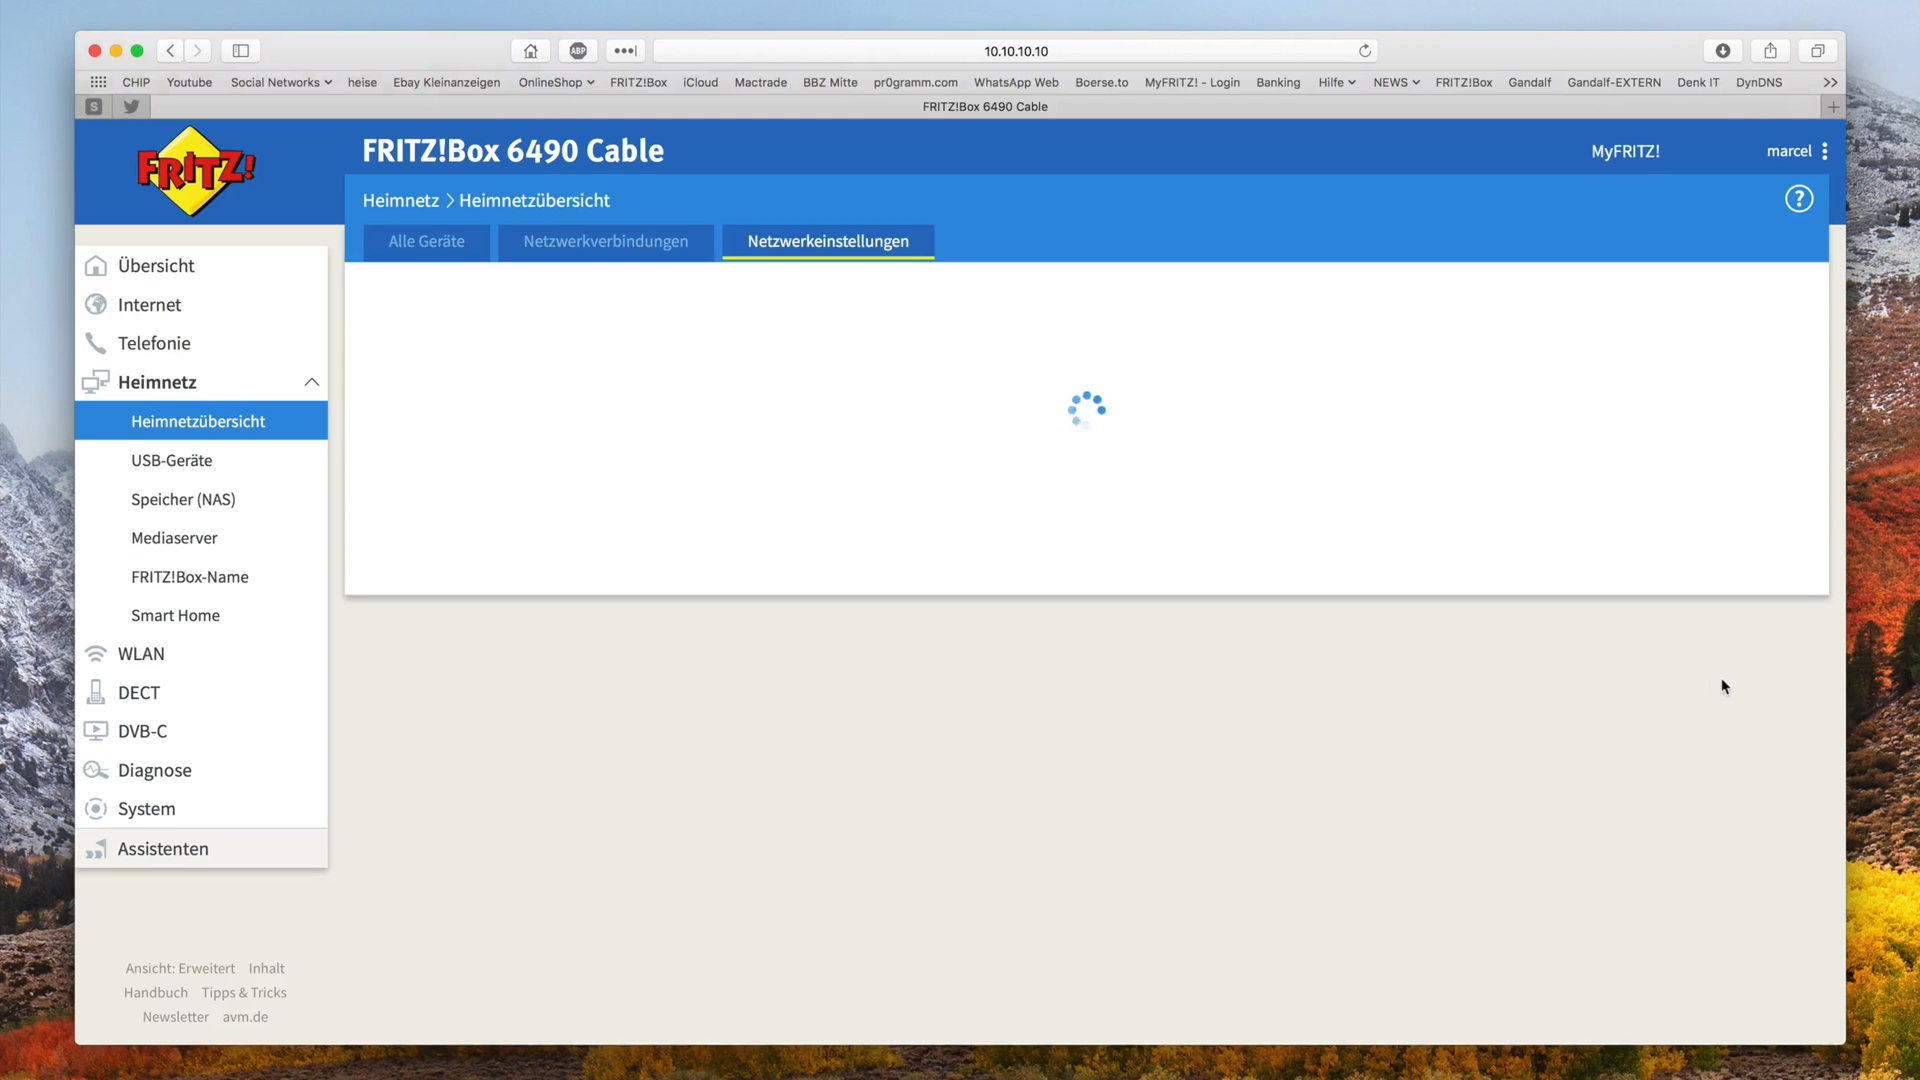 ABP
10.10.10.10
CHIP Youtube Social Networks heise Ebay Kleinanzeigen OnlineShop FRITZ!Box iCloud Mactrade BBZ Mitte pr0gramm.com WhatsApp Web Boerse.to MyFRITZ! - Login Banking Hilfe NEWS FRITZ!Box Gandalf Gandalf-EXTERN Denk IT DynDNS
S
FRITZ!Box 6490 Cable
FRITZ!
FRITZ!Box 6490 Cable
MyFRITZ!
marcel
Heimnetz > Heimnetzübersicht
?
Alle Geräte Netzwerkverbindungen Netzwerkeinstellungen
Übersicht
Internet
Telefonie
Heimnetz
Heimnetzübersicht
USB-Geräte
Speicher (NAS)
Mediaserver
FRITZ!Box-Name
Smart Home
WLAN
DECT
DVB-C
Diagnose
System
Assistenten
Ansicht: Erweitert Inhalt
Handbuch Tipps & Tricks
Newsletter avm.de